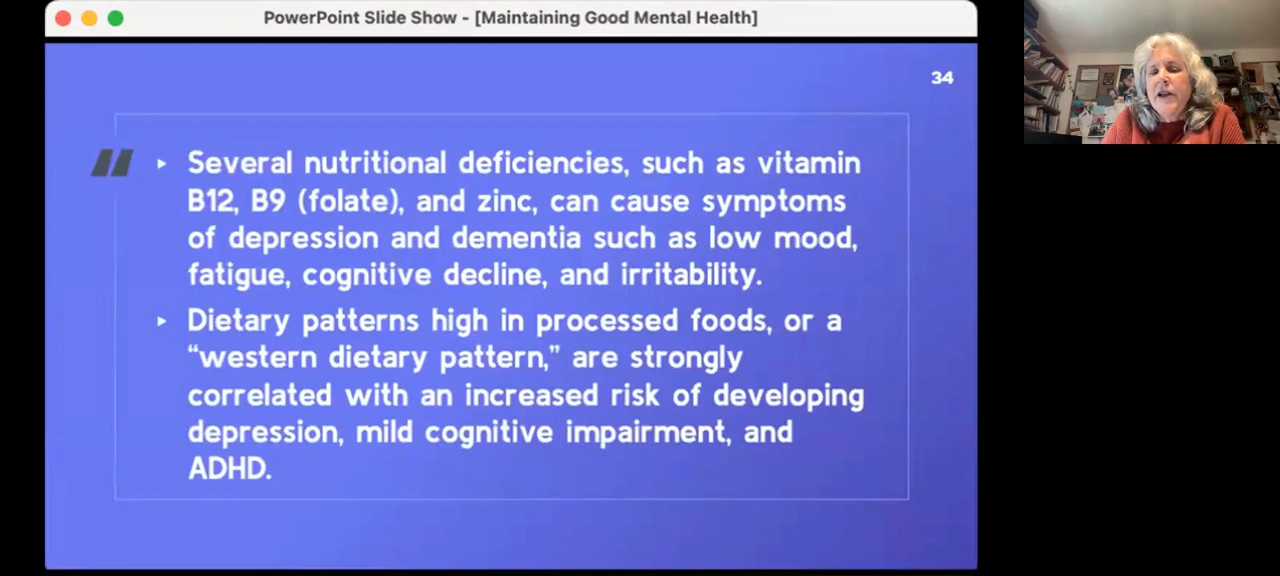 PowerPoint Slide Show - [Maintaining Good Mental Health]
34
‣ Several nutritional deficiencies, such as vitamin
B12, B9 (folate), and zinc, can cause symptoms
of depression and dementia such as low mood,
fatigue, cognitive decline, and irritability.
‣ Dietary patterns high in processed foods, or a
“western dietary pattern,” are strongly
correlated with an increased risk of developing
depression, mild cognitive impairment, and
ADHD.